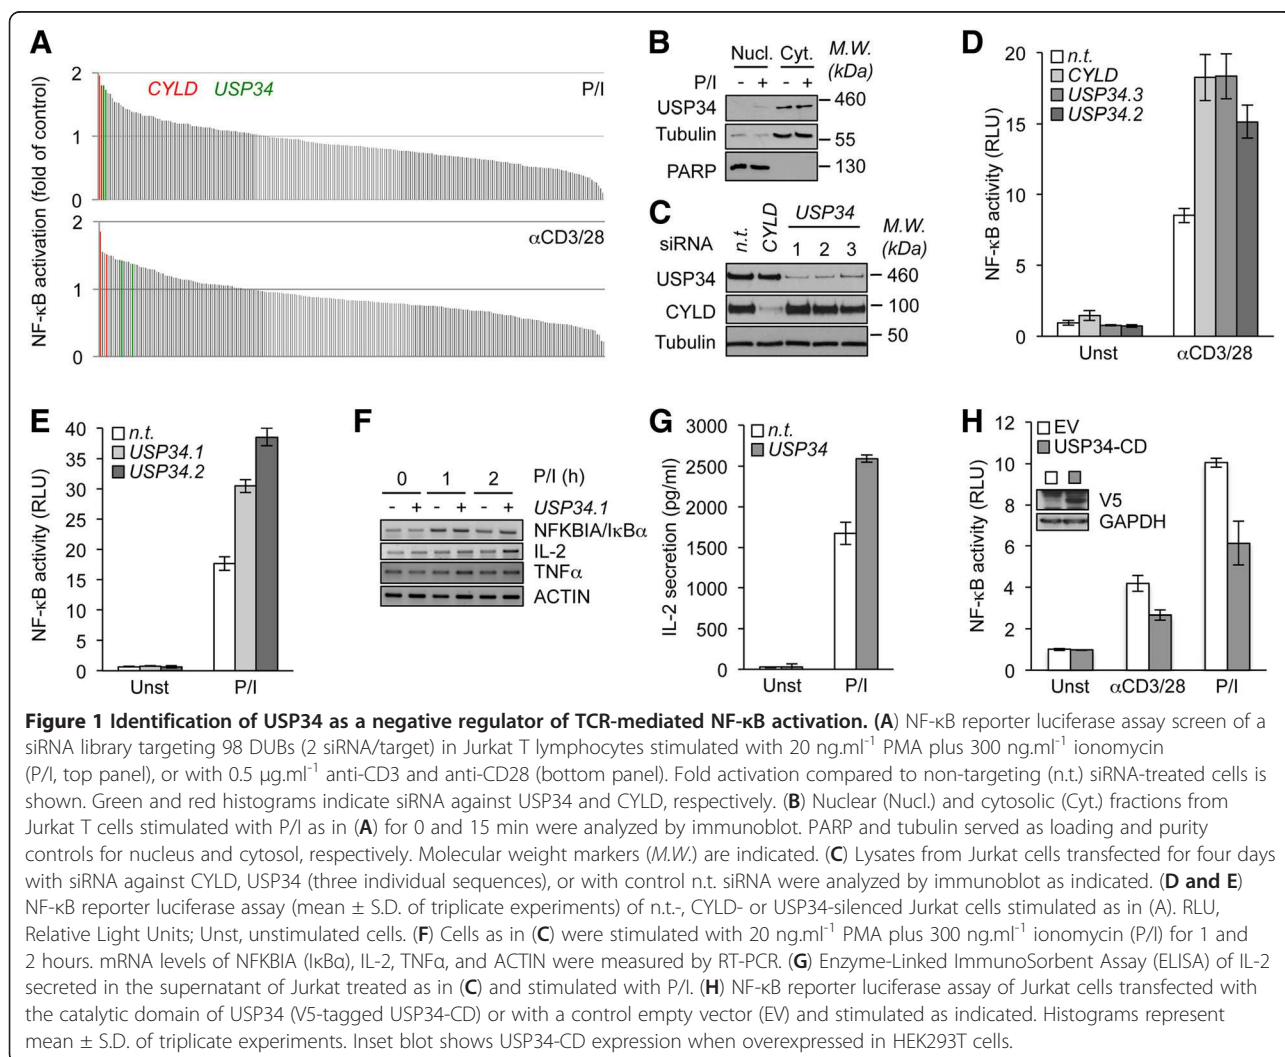 A
NF-κB activation (fold of control)
2
CYLD USP34
P/I
1
0
2
αCD3/28
1
0
B
Nucl. Cyt. M.W.
(kDa)
P/I - + - +
USP34 460
Tubulin 55
PARP 130
C
siRNA n.t. CYLD USP34 M.W.
1 2 3 (kDa)
USP34 460
CYLD 100
Tubulin 50
D
NF-κB activity (RLU)
20
15
10
5
0
n.t.
CYLD
USP34.3
USP34.2
Unst αCD3/28
E
NF-κB activity (RLU)
40
35
30
25
20
15
10
5
0
n.t.
USP34.1
USP34.2
Unst P/I
F
0 1 2 P/I (h)
- + - + - + USP34.1
NFKBIA/IκBα
IL-2
TNFα
ACTIN
G
IL-2 secretion (pg/ml)
3000
2500
2000
1500
1000
500
0
n.t.
USP34
Unst P/I
H
NF-κB activity (RLU)
12
10
8
6
4
2
0
EV
USP34-CD
V5
GAPDH
Unst αCD3/28 P/I
Figure 1 Identification of USP34 as a negative regulator of TCR-mediated NF-κB activation. (A) NF-κB reporter luciferase assay screen of a
siRNA library targeting 98 DUBs (2 siRNA/target) in Jurkat T lymphocytes stimulated with 20 ng.ml⁻¹ PMA plus 300 ng.ml⁻¹ ionomycin
(P/I, top panel), or with 0.5 μg.ml⁻¹ anti-CD3 and anti-CD28 (bottom panel). Fold activation compared to non-targeting (n.t.) siRNA-treated cells is
shown. Green and red histograms indicate siRNA against USP34 and CYLD, respectively. (B) Nuclear (Nucl.) and cytosolic (Cyt.) fractions from
Jurkat T cells stimulated with P/I as in (A) for 0 and 15 min were analyzed by immunoblot. PARP and tubulin served as loading and purity
controls for nucleus and cytosol, respectively. Molecular weight markers (M.W.) are indicated. (C) Lysates from Jurkat cells transfected for four days
with siRNA against CYLD, USP34 (three individual sequences), or with control n.t. siRNA were analyzed by immunoblot as indicated. (D and E)
NF-κB reporter luciferase assay (mean ± S.D. of triplicate experiments) of n.t.-, CYLD- or USP34-silenced Jurkat cells stimulated as in (A). RLU,
Relative Light Units; Unst, unstimulated cells. (F) Cells as in (C) were stimulated with 20 ng.ml⁻¹ PMA plus 300 ng.ml⁻¹ ionomycin (P/I) for 1 and
2 hours. mRNA levels of NFKBIA (IκBα), IL-2, TNFα, and ACTIN were measured by RT-PCR. (G) Enzyme-Linked ImmunoSorbent Assay (ELISA) of IL-2
secreted in the supernatant of Jurkat treated as in (C) and stimulated with P/I. (H) NF-κB reporter luciferase assay of Jurkat cells transfected with
the catalytic domain of USP34 (V5-tagged USP34-CD) or with a control empty vector (EV) and stimulated as indicated. Histograms represent
mean ± S.D. of triplicate experiments. Inset blot shows USP34-CD expression when overexpressed in HEK293T cells.